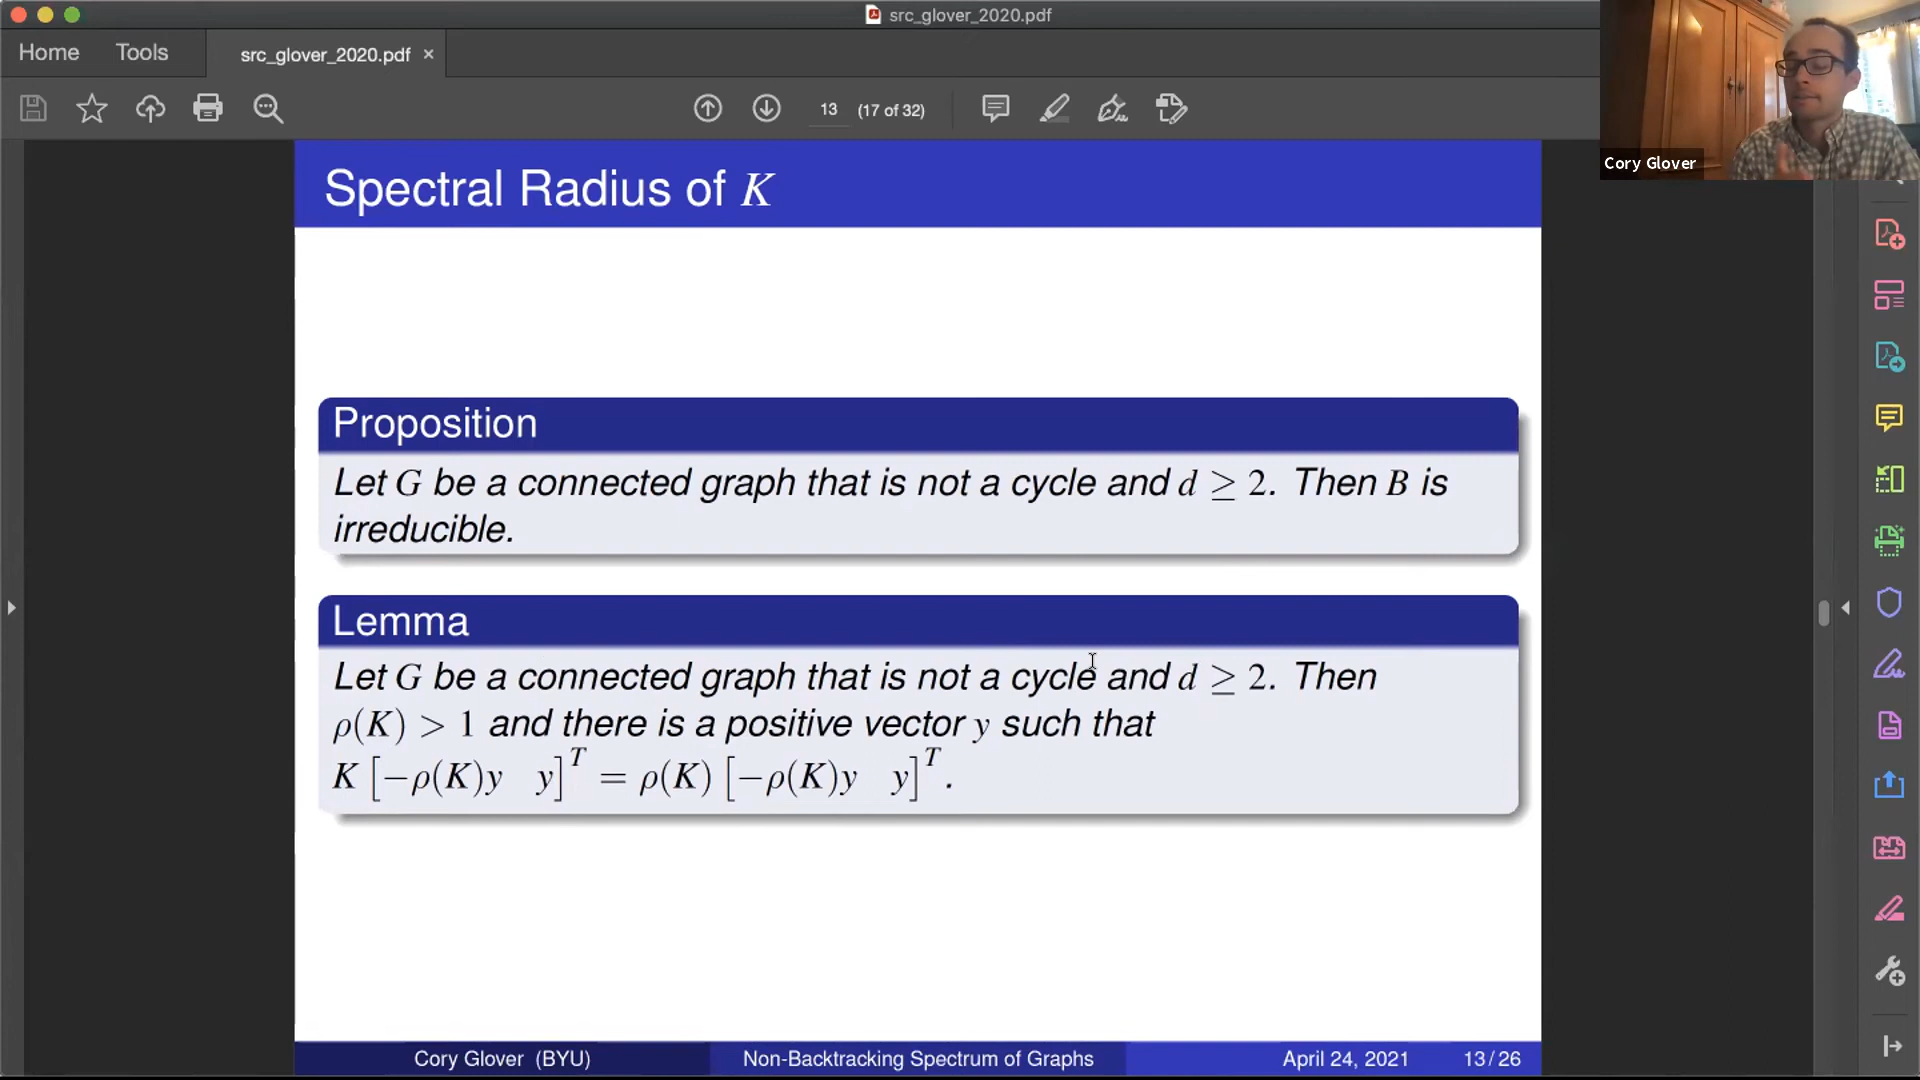 src_glover_2020.pdf
Home Tools src_glover_2020.pdf ×
13 (17 of 32)
Cory Glover
Spectral Radius of K
Proposition
Let G be a connected graph that is not a cycle and d ≥ 2. Then B is
irreducible.
Lemma
Let G be a connected graph that is not a cycle and d ≥ 2. Then
ρ(K) > 1 and there is a positive vector y such that
K [−ρ(K)y y]^T = ρ(K) [−ρ(K)y y]^T.
Cory Glover (BYU) Non-Backtracking Spectrum of Graphs April 24, 2021 13/26